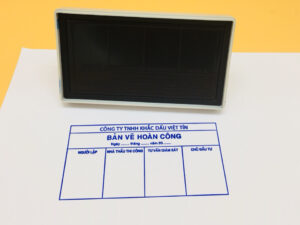 CÔNG TY TNHH KHẮC DẤU VIỆT TÍN
BẢN VẼ HOÀN CÔNG
Ngày ...... tháng ...... năm 20......
NGƯỜI LẬP NHÀ THẦU THI CÔNG TƯ VẤN GIÁM SÁT CHỦ ĐẦU TƯ